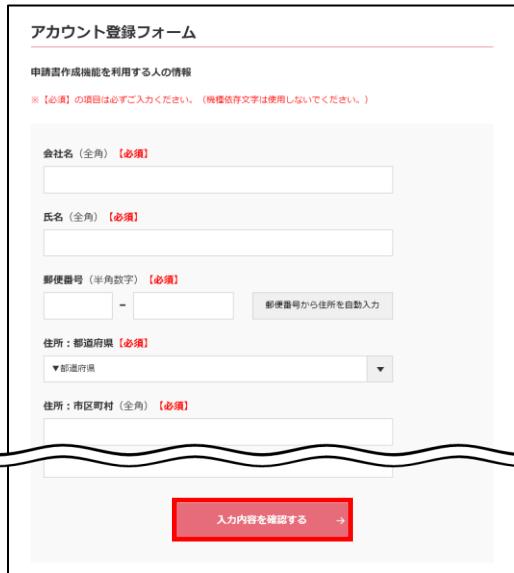 アカウント登録フォーム
申請書作成機能を利用する人の情報
※【必須】の項目は必ずご入力ください。（機種依存文字は使用しないでください。）
会社名（全角）【必須】
氏名（全角）【必須】
郵便番号（半角数字）【必須】
－ 郵便番号から住所を自動入力
住所：都道府県【必須】
▼都道府県 ▼
住所：市区町村（全角）【必須】
入力内容を確認する →